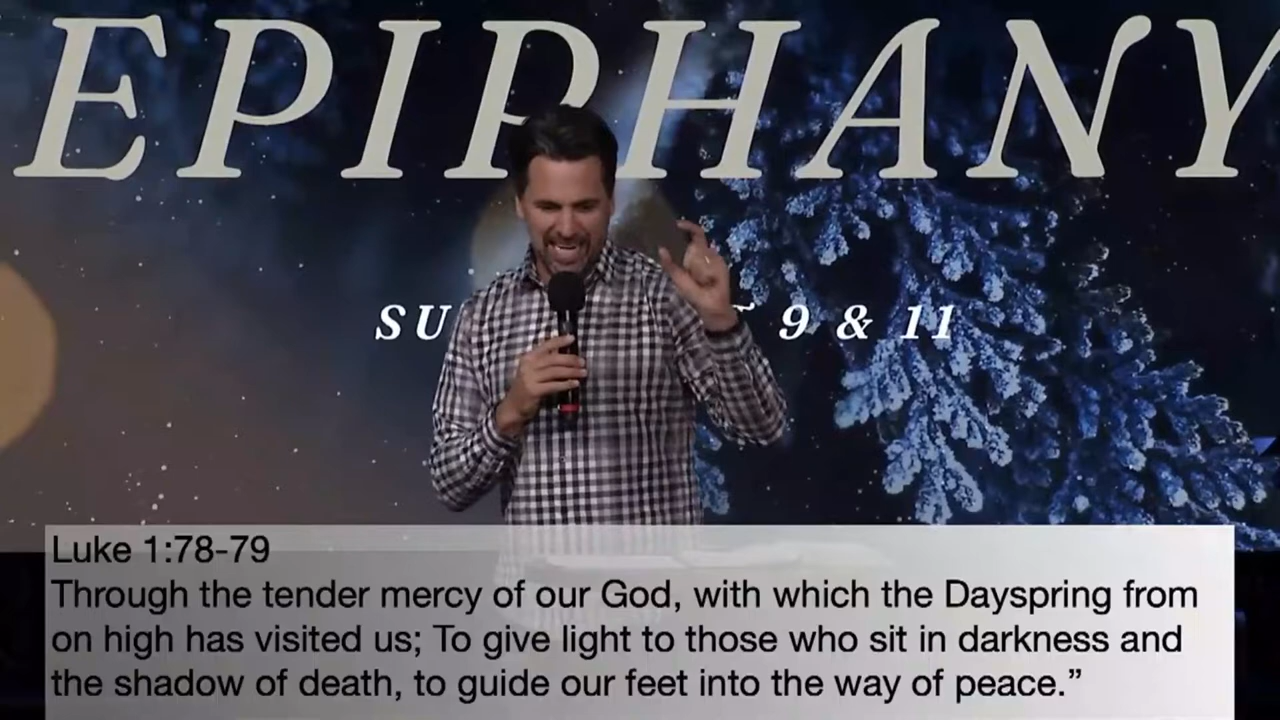 EPIPHANY
SU 9 & 11
Luke 1:78-79
Through the tender mercy of our God, with which the Dayspring from
on high has visited us; To give light to those who sit in darkness and
the shadow of death, to guide our feet into the way of peace.”